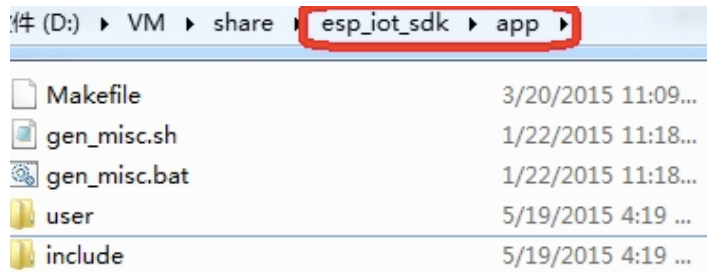 件 (D:) ▸ VM ▸ share ▸ esp_iot_sdk ▸ app ▸
Makefile 3/20/2015 11:09...
gen_misc.sh 1/22/2015 11:18...
gen_misc.bat 1/22/2015 11:18...
user 5/19/2015 4:19 ...
include 5/19/2015 4:19 ...